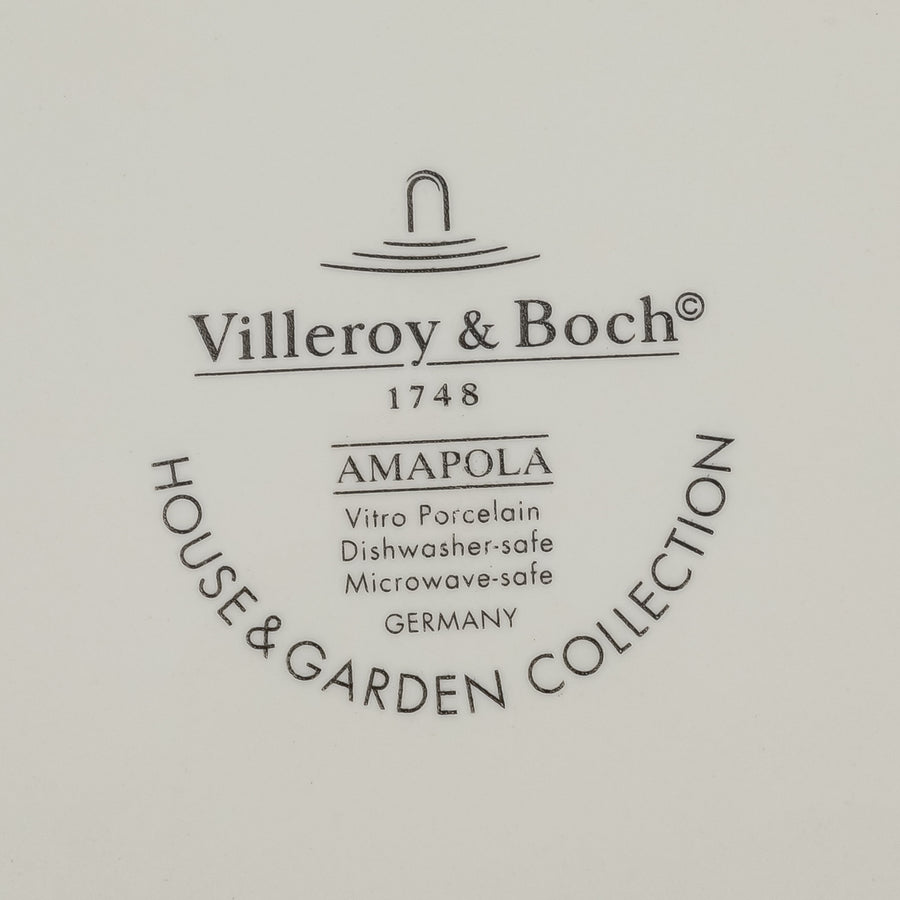 Villeroy & Boch©
1748
AMAPOLA
Vitro Porcelain
Dishwasher-safe
Microwave-safe
GERMANY
HOUSE & GARDEN COLLECTION